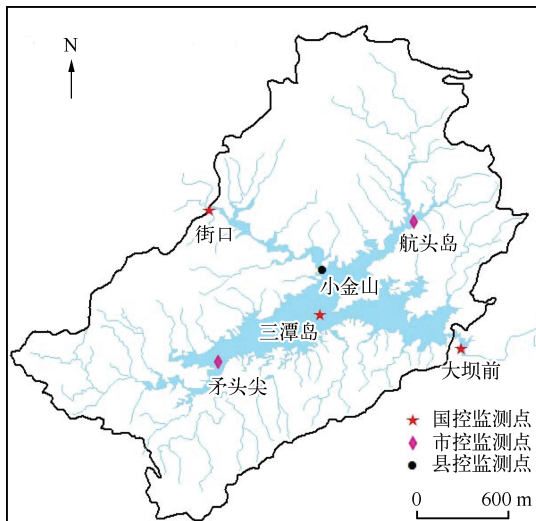 N
街口
航头岛
小金山
三潭岛
大坝前
矛头尖
国控监测点
市控监测点
县控监测点
0 600 m